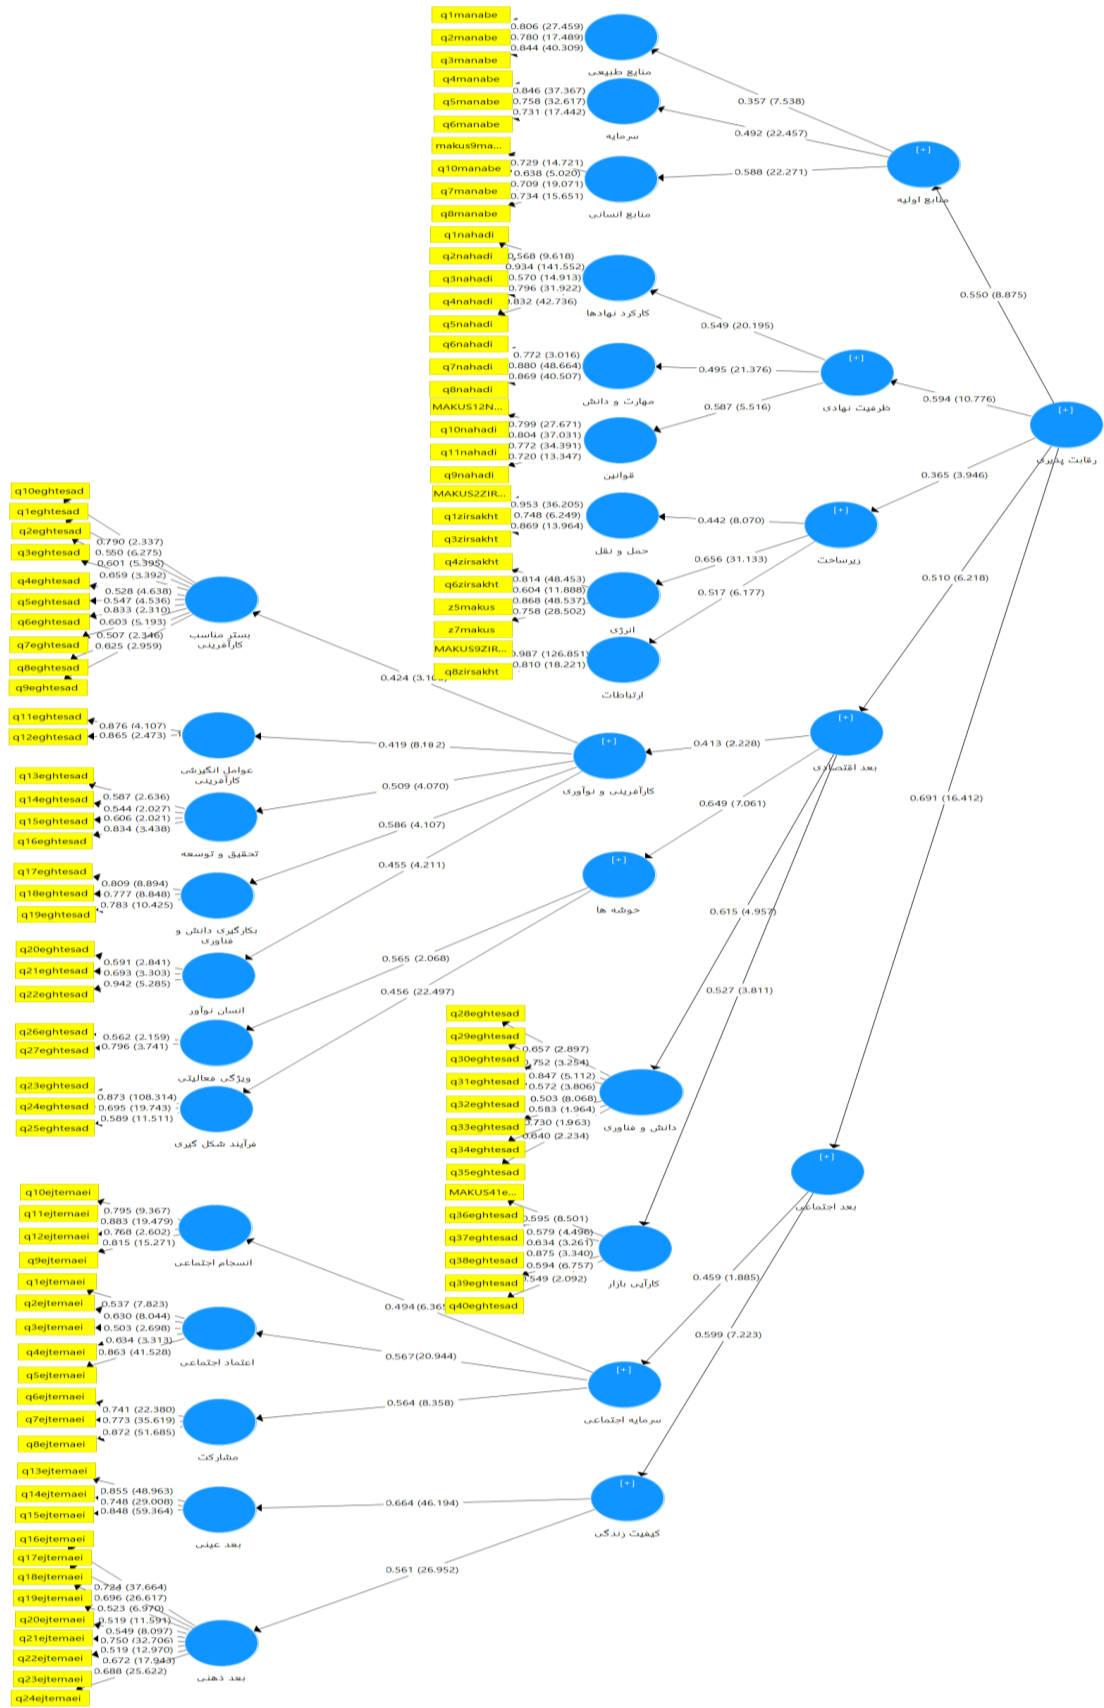 q1manabe
q2manabe
q3manabe
0.806 (27.459)
0.780 (17.489)
0.844 (40.309)
منابع طبیعی
q4manabe
q5manabe
q6manabe
0.846 (37.367)
0.758 (32.617)
0.731 (17.442)
سرمایه
makus9ma...
q10manabe
q7manabe
q8manabe
0.729 (14.721)
0.638 (5.020)
0.709 (19.071)
0.734 (15.651)
منابع انسانی
0.357 (7.538)
0.492 (22.457)
0.588 (22.271)
[+]
منابع اولیه
q1nahadi
q2nahadi
q3nahadi
q4nahadi
q5nahadi
0.568 (9.618)
0.934 (141.552)
0.570 (14.913)
0.796 (31.922)
0.832 (42.736)
کارکرد نهادها
q6nahadi
q7nahadi
q8nahadi
0.772 (3.016)
0.880 (48.664)
0.869 (40.507)
مهارت و دانش
MAKUS12N...
q10nahadi
q11nahadi
q9nahadi
0.799 (27.671)
0.804 (37.031)
0.772 (34.391)
0.720 (13.347)
قوانین
0.549 (20.195)
0.495 (21.376)
0.587 (5.516)
[+]
ظرفیت نهادی
MAKUS2ZIR...
q1zirsakht
q3zirsakht
0.953 (36.205)
0.748 (6.249)
0.869 (13.964)
حمل و نقل
q4zirsakht
q6zirsakht
z5makus
z7makus
0.814 (48.453)
0.604 (11.888)
0.868 (48.537)
0.758 (28.502)
انرژی
MAKUS9ZIR...
q8zirsakht
0.987 (126.851)
0.810 (18.221)
ارتباطات
0.442 (8.070)
0.656 (31.133)
0.517 (6.177)
[+]
زیرساخت
0.550 (8.875)
0.594 (10.776)
0.365 (3.946)
0.510 (6.218)
0.691 (16.412)
[+]
رقابت پذیری
q10eghtesad
q1eghtesad
q2eghtesad
q3eghtesad
q4eghtesad
q5eghtesad
q6eghtesad
q7eghtesad
q8eghtesad
q9eghtesad
0.790 (2.337)
0.550 (6.275)
0.601 (5.395)
0.659 (3.392)
0.528 (4.638)
0.547 (4.536)
0.833 (2.310)
0.603 (5.193)
0.507 (2.346)
0.625 (2.959)
بستر مناسب
کارآفرینی
q11eghtesad
q12eghtesad
0.876 (4.107)
0.865 (2.473)
عوامل انگیزشی
کارآفرینی
q13eghtesad
q14eghtesad
q15eghtesad
q16eghtesad
0.587 (2.636)
0.544 (2.027)
0.606 (2.021)
0.834 (3.438)
تحقیق و توسعه
q17eghtesad
q18eghtesad
q19eghtesad
0.809 (8.894)
0.777 (8.848)
0.783 (10.425)
بکارگیری دانش و
فناوری
q20eghtesad
q21eghtesad
q22eghtesad
0.591 (2.841)
0.693 (3.303)
0.942 (5.285)
انسان نوآور
0.424
0.419 (8.182)
0.509 (4.070)
0.586 (4.107)
0.455 (4.211)
[+]
کارآفرینی و نوآوری
q26eghtesad
q27eghtesad
0.562 (2.159)
0.796 (3.741)
ویژگی فعالیتی
q23eghtesad
q24eghtesad
q25eghtesad
0.873 (108.314)
0.695 (19.743)
0.589 (11.511)
فرآیند شکل گیری
0.565 (2.068)
0.456 (22.497)
[+]
خوشه ها
0.413 (2.228)
0.649 (7.061)
0.615 (4.957)
0.527 (3.811)
[+]
بعد اقتصادی
q28eghtesad
q29eghtesad
q30eghtesad
q31eghtesad
q32eghtesad
q33eghtesad
q34eghtesad
q35eghtesad
0.657 (2.897)
0.752 (3.254)
0.847 (5.112)
0.572 (3.806)
0.503 (8.068)
0.583 (1.964)
0.730 (1.963)
0.640 (2.234)
دانش و فناوری
MAKUS41e...
q36eghtesad
q37eghtesad
q38eghtesad
q39eghtesad
q40eghtesad
0.595 (8.501)
0.579 (4.496)
0.634 (3.261)
0.875 (3.340)
0.594 (6.757)
0.549 (2.092)
کارآیی بازار
q10ejtemaei
q11ejtemaei
q12ejtemaei
q9ejtemaei
0.795 (9.367)
0.883 (19.479)
0.768 (2.602)
0.815 (15.271)
انسجام اجتماعی
q1ejtemaei
q2ejtemaei
q3ejtemaei
q4ejtemaei
q5ejtemaei
0.537 (7.823)
0.630 (8.044)
0.503 (2.698)
0.634 (3.313)
0.863 (41.528)
اعتماد اجتماعی
q6ejtemaei
q7ejtemaei
q8ejtemaei
0.741 (22.380)
0.773 (35.619)
0.872 (51.685)
مشارکت
0.494 (6.365
0.567(20.944)
0.564 (8.358)
[+]
سرمایه اجتماعی
0.459 (1.885)
0.599 (7.223)
[+]
بعد اجتماعی
q13ejtemaei
q14ejtemaei
q15ejtemaei
0.855 (48.963)
0.748 (29.008)
0.848 (59.364)
بعد عینی
q16ejtemaei
q17ejtemaei
q18ejtemaei
q19ejtemaei
q20ejtemaei
q21ejtemaei
q22ejtemaei
q23ejtemaei
q24ejtemaei
0.724 (37.664)
0.696 (26.617)
0.523 (6.970)
0.519 (11.591)
0.549 (8.097)
0.750 (32.706)
0.519 (12.970)
0.672 (17.943)
0.688 (25.622)
بعد ذهنی
0.664 (46.194)
0.561 (26.952)
[+]
کیفیت زندگی